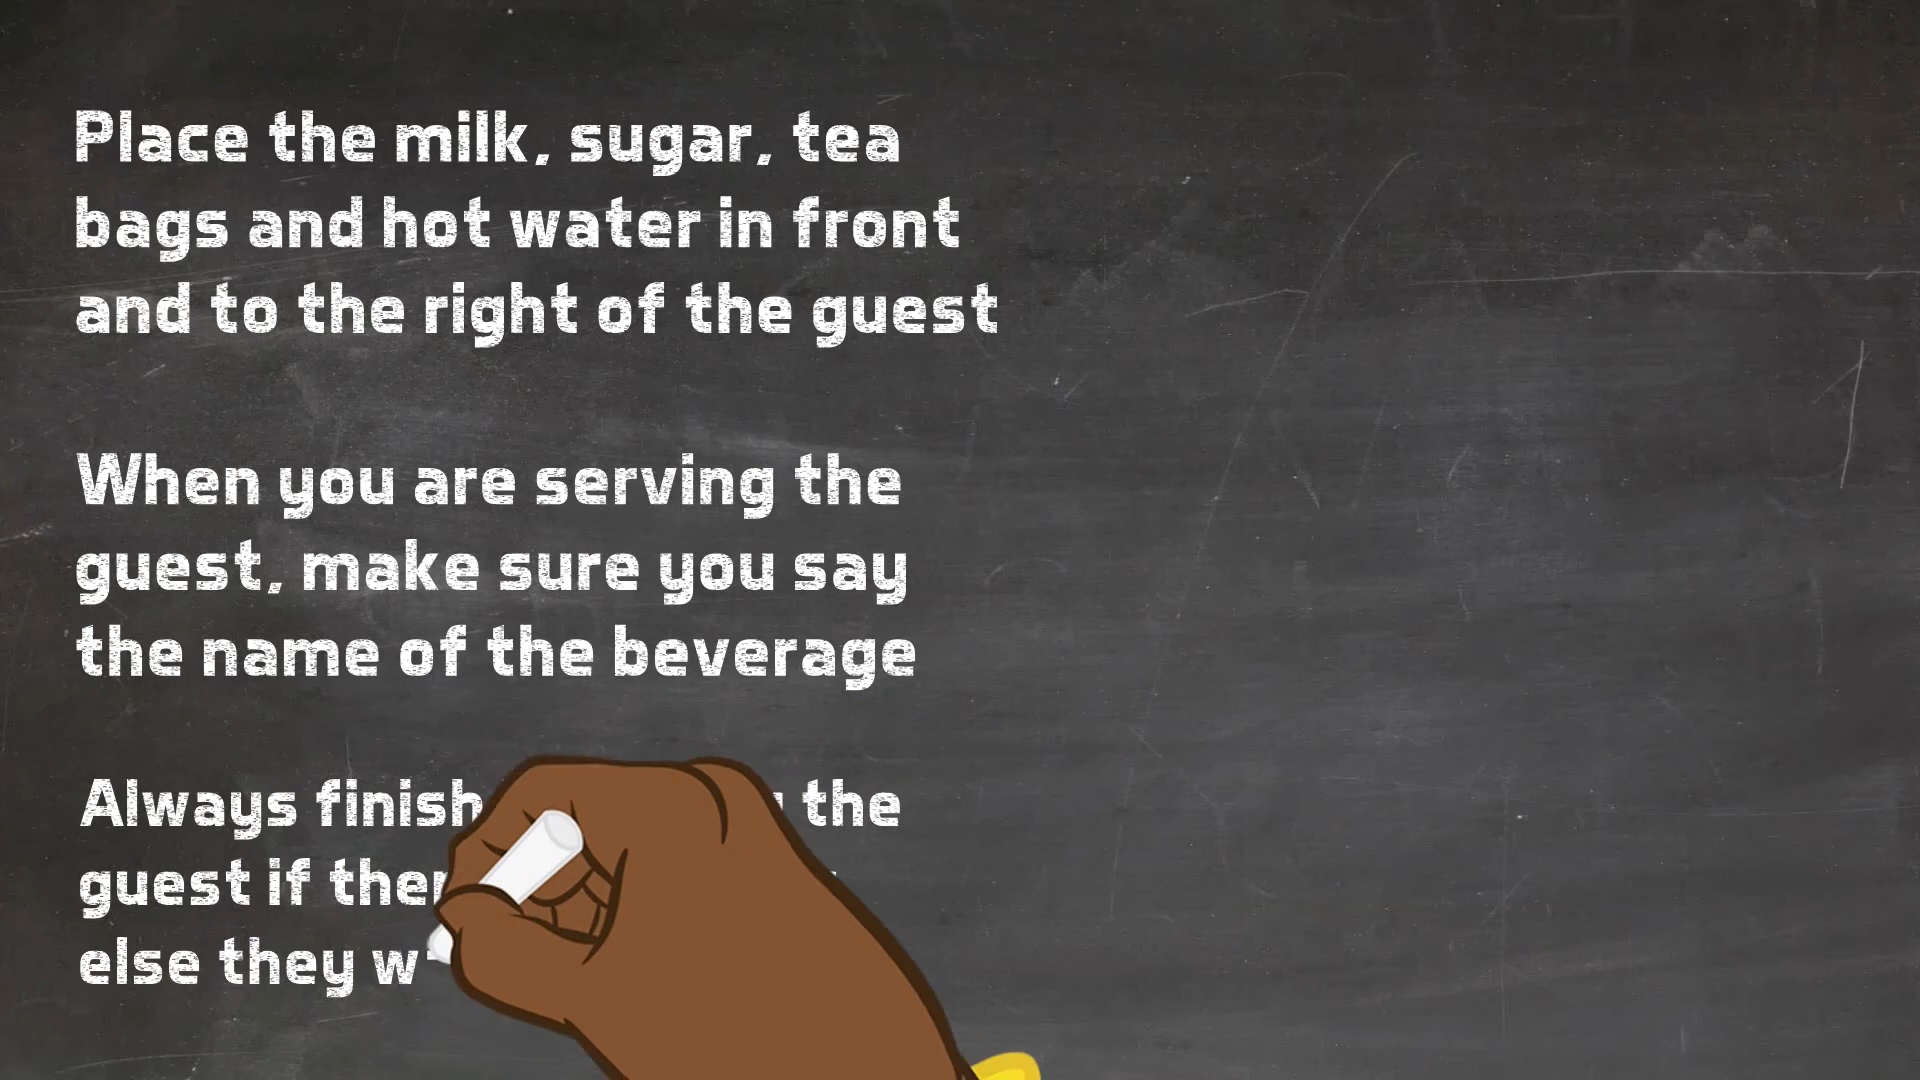 Place the milk, sugar, tea
bags and hot water in front
and to the right of the guest
When you are serving the
guest, make sure you say
the name of the beverage
Always finish the
guest if
else they